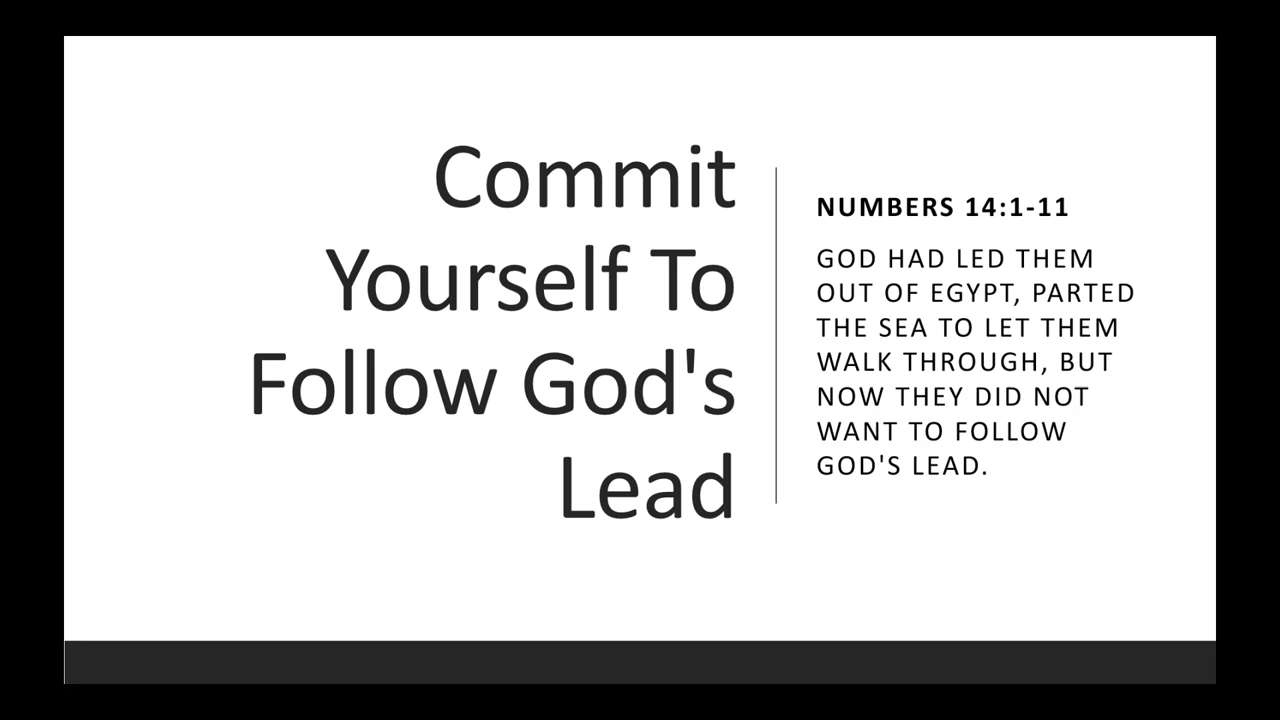 Commit
Yourself To
Follow God's
Lead
NUMBERS 14:1-11
GOD HAD LED THEM
OUT OF EGYPT, PARTED
THE SEA TO LET THEM
WALK THROUGH, BUT
NOW THEY DID NOT
WANT TO FOLLOW
GOD'S LEAD.